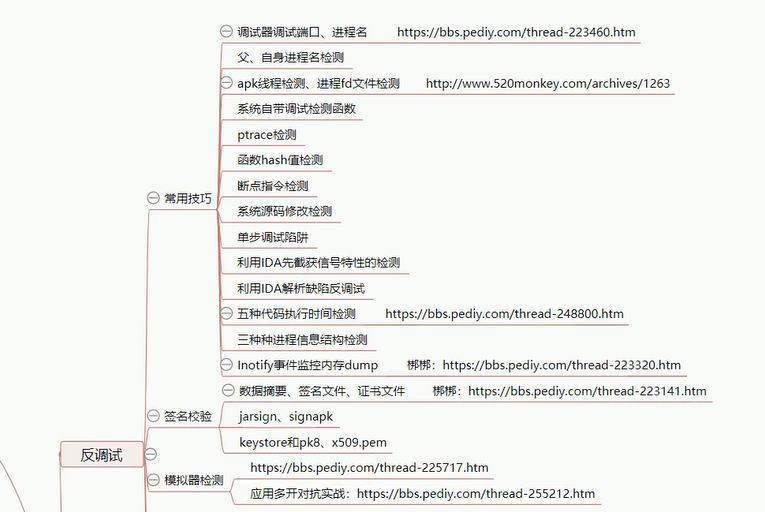 调试器调试端口、进程名 https://bbs.pediy.com/thread-223460.htm
父、自身进程名检测
apk线程检测、进程fd文件检测 http://www.520monkey.com/archives/1263
系统自带调试检测函数
ptrace检测
函数hash值检测
断点指令检测
常用技巧
系统源码修改检测
单步调试陷阱
利用IDA先截获信号特性的检测
利用IDA解析缺陷反调试
五种代码执行时间检测 https://bbs.pediy.com/thread-248800.htm
三种种进程信息结构检测
Inotify事件监控内存dump 梆梆：https://bbs.pediy.com/thread-223320.htm
数据摘要、签名文件、证书文件 梆梆：https://bbs.pediy.com/thread-223141.htm
签名校验
jarsign、signapk
keystore和pk8、x509.pem
反调试
https://bbs.pediy.com/thread-225717.htm
模拟器检测
应用多开对抗实战：https://bbs.pediy.com/thread-255212.htm